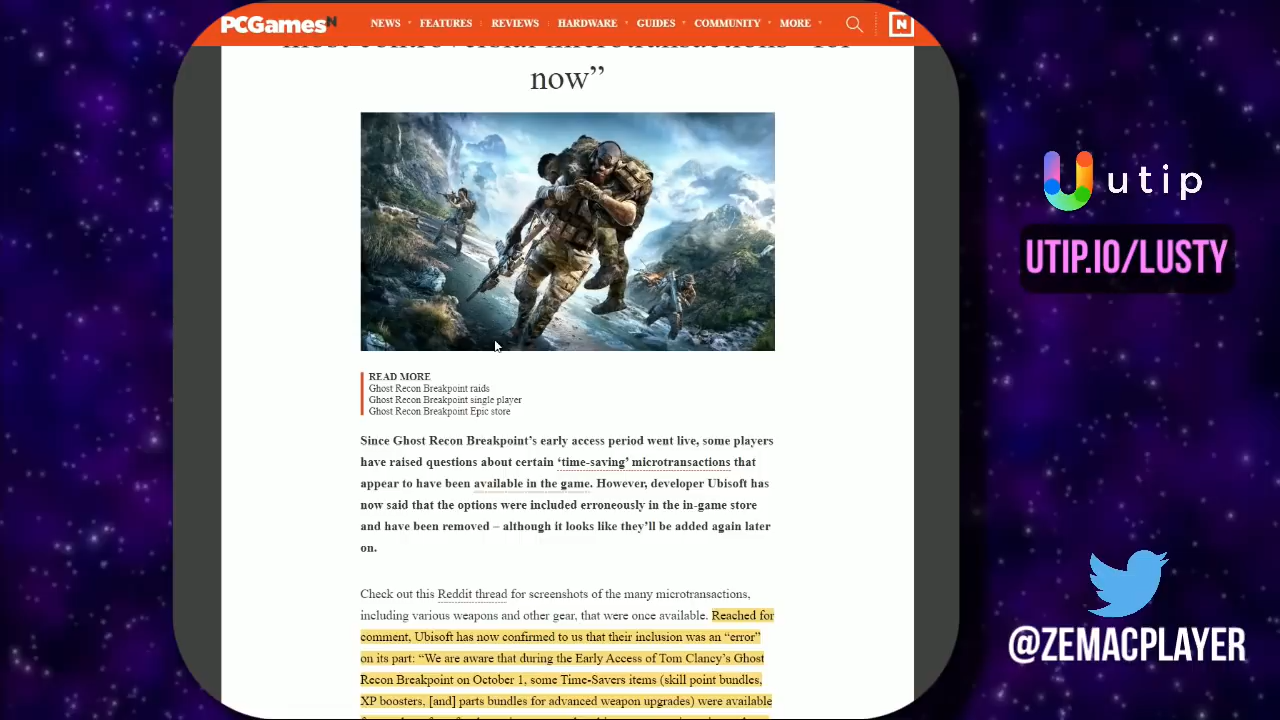 PCGamesN
NEWS FEATURES REVIEWS HARDWARE GUIDES COMMUNITY MORE
N
most controversial microtransactions “for
now”
utip
UTIP.IO/LUSTY
READ MORE
Ghost Recon Breakpoint raids
Ghost Recon Breakpoint single player
Ghost Recon Breakpoint Epic store
Since Ghost Recon Breakpoint’s early access period went live, some players
have raised questions about certain ‘time-saving’ microtransactions that
appear to have been available in the game. However, developer Ubisoft has
now said that the options were included erroneously in the in-game store
and have been removed – although it looks like they’ll be added again later
on.
Check out this Reddit thread for screenshots of the many microtransactions,
including various weapons and other gear, that were once available. Reached for
comment, Ubisoft has now confirmed to us that their inclusion was an “error”
on its part: “We are aware that during the Early Access of Tom Clancy’s Ghost
Recon Breakpoint on October 1, some Time-Savers items (skill point bundles,
XP boosters, [and] parts bundles for advanced weapon upgrades) were available
@ZEMACPLAYER